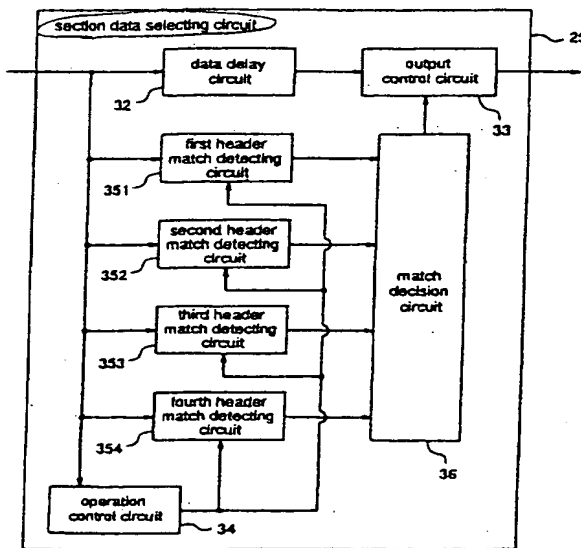 section data selecting circuit
25
data delay
circuit
32
output
control circuit
33
first header
match detecting
circuit
351
second header
match detecting
circuit
352
match
decision
circuit
third header
match detecting
circuit
353
fourth header
match detecting
circuit
354
36
operation
control circuit
34